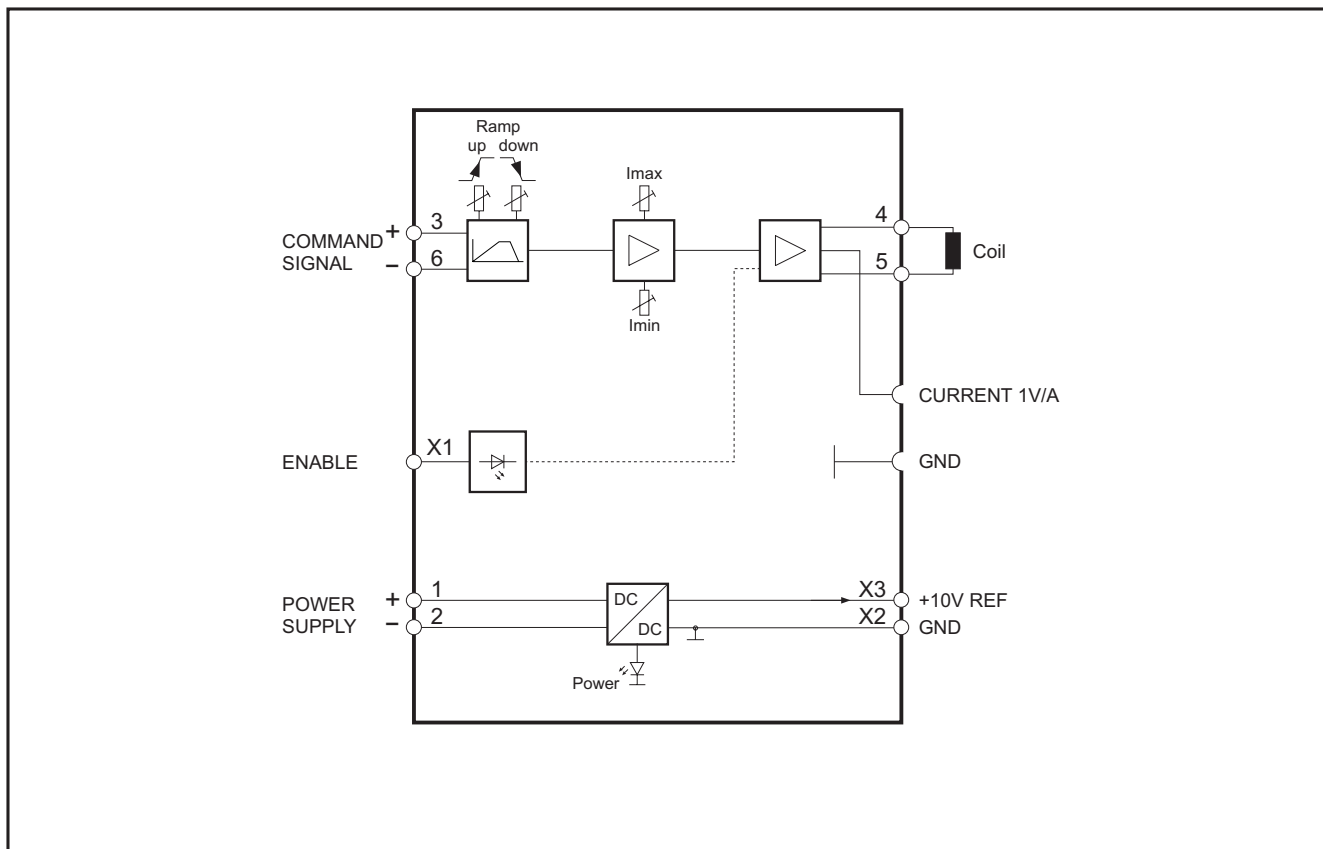 Ramp
up down
Imax
COMMAND
SIGNAL
+ 3
− 6
4
5
Coil
Imin
CURRENT 1V/A
ENABLE
X1
GND
POWER
SUPPLY
+ 1
− 2
DC
DC
X3
+10V REF
X2
GND
Power